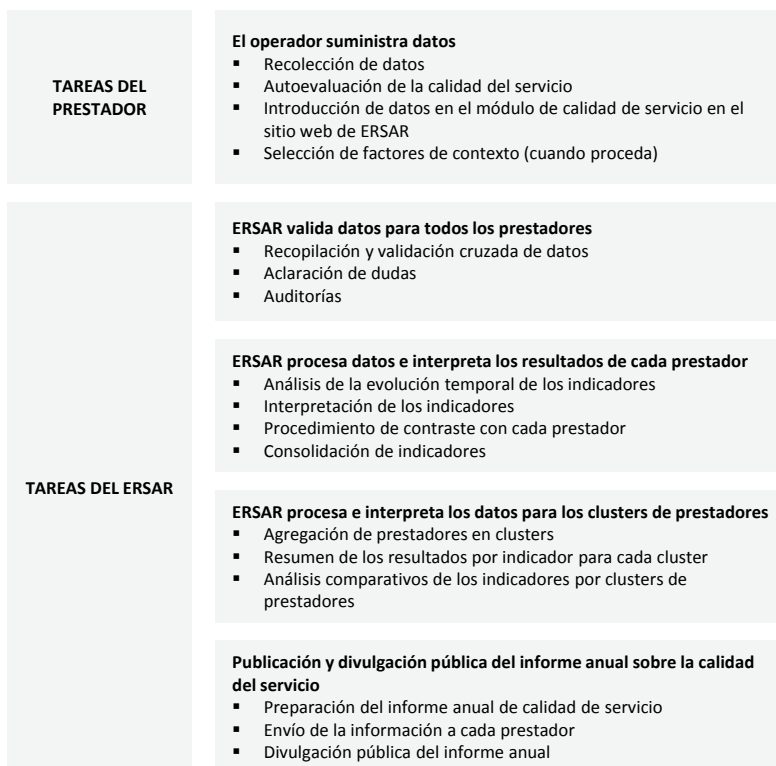 TAREAS DEL
PRESTADOR
El operador suministra datos
▪ Recolección de datos
▪ Autoevaluación de la calidad del servicio
▪ Introducción de datos en el módulo de calidad de servicio en el
sitio web de ERSAR
▪ Selección de factores de contexto (cuando proceda)
TAREAS DEL ERSAR
ERSAR valida datos para todos los prestadores
▪ Recopilación y validación cruzada de datos
▪ Aclaración de dudas
▪ Auditorías
ERSAR procesa datos e interpreta los resultados de cada prestador
▪ Análisis de la evolución temporal de los indicadores
▪ Interpretación de los indicadores
▪ Procedimiento de contraste con cada prestador
▪ Consolidación de indicadores
ERSAR procesa e interpreta los datos para los clusters de prestadores
▪ Agregación de prestadores en clusters
▪ Resumen de los resultados por indicador para cada cluster
▪ Análisis comparativos de los indicadores por clusters de
prestadores
Publicación y divulgación pública del informe anual sobre la calidad
del servicio
▪ Preparación del informe anual de calidad de servicio
▪ Envío de la información a cada prestador
▪ Divulgación pública del informe anual